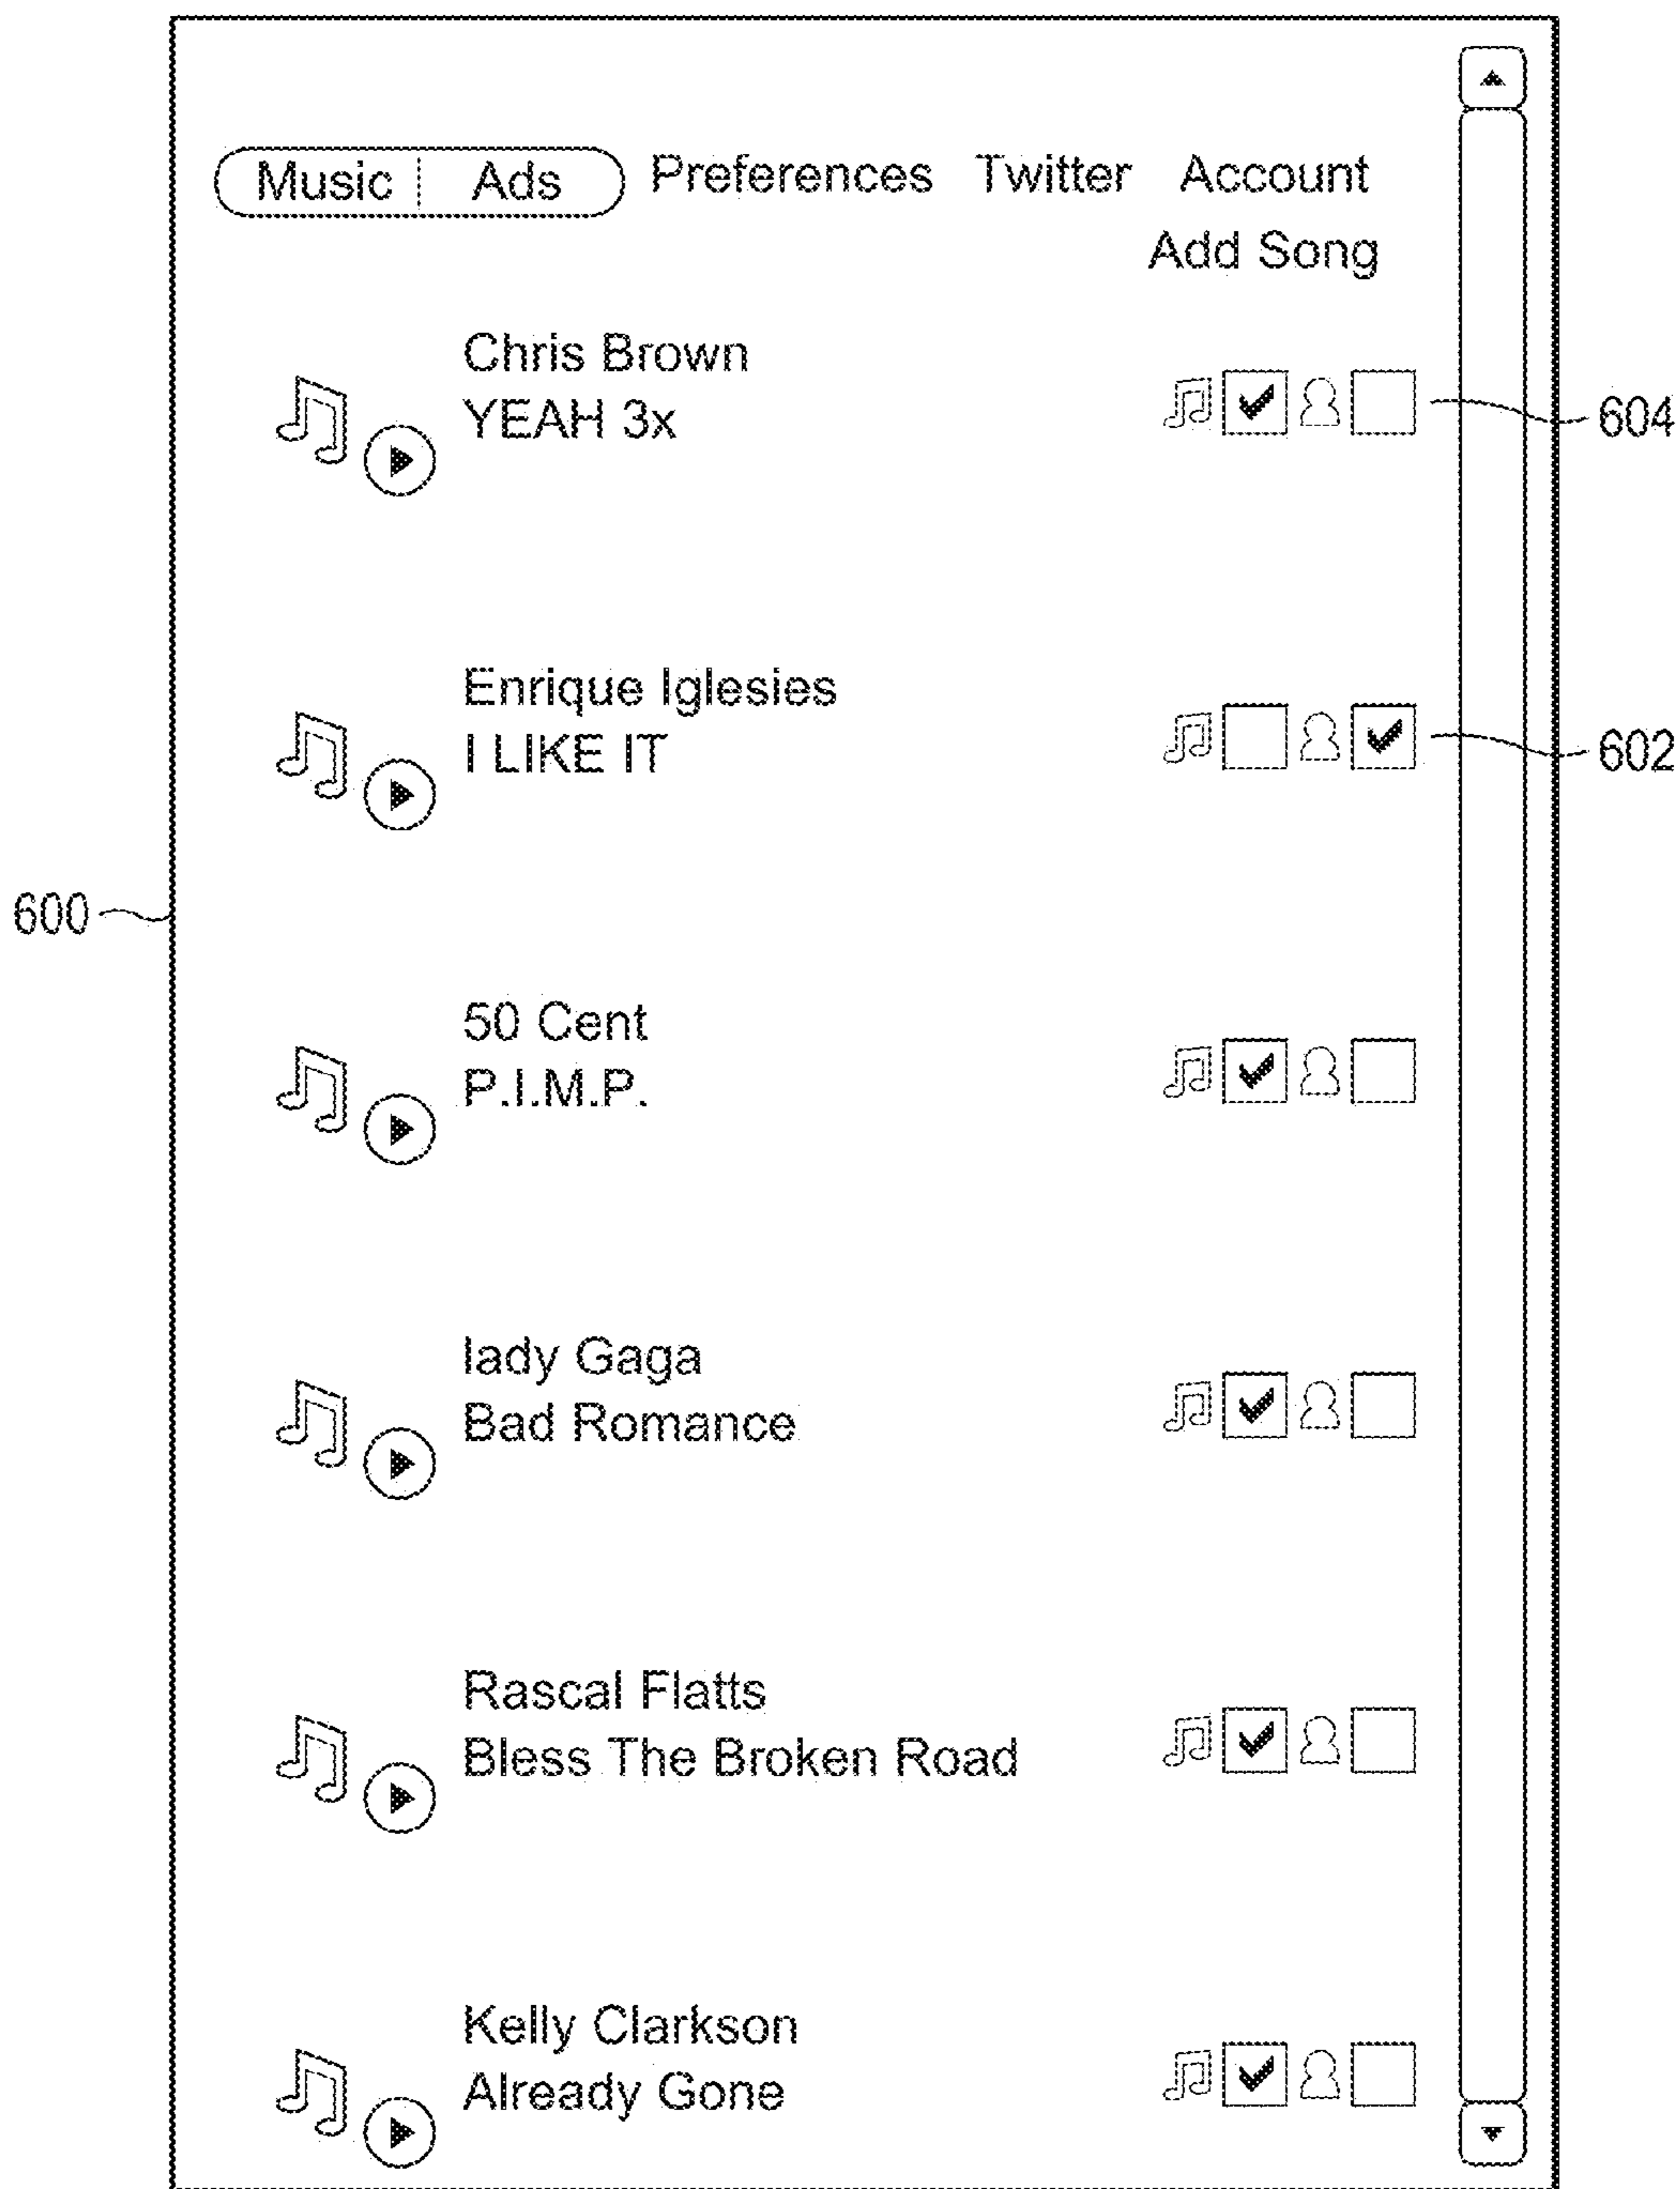 Music Ads Preferences Twitter Account
Add Song
Chris Brown
YEAH 3x
604
Enrique Iglesies
I LIKE IT
602
600
50 Cent
P.I.M.P.
lady Gaga
Bad Romance
Rascal Flatts
Bless The Broken Road
Kelly Clarkson
Already Gone